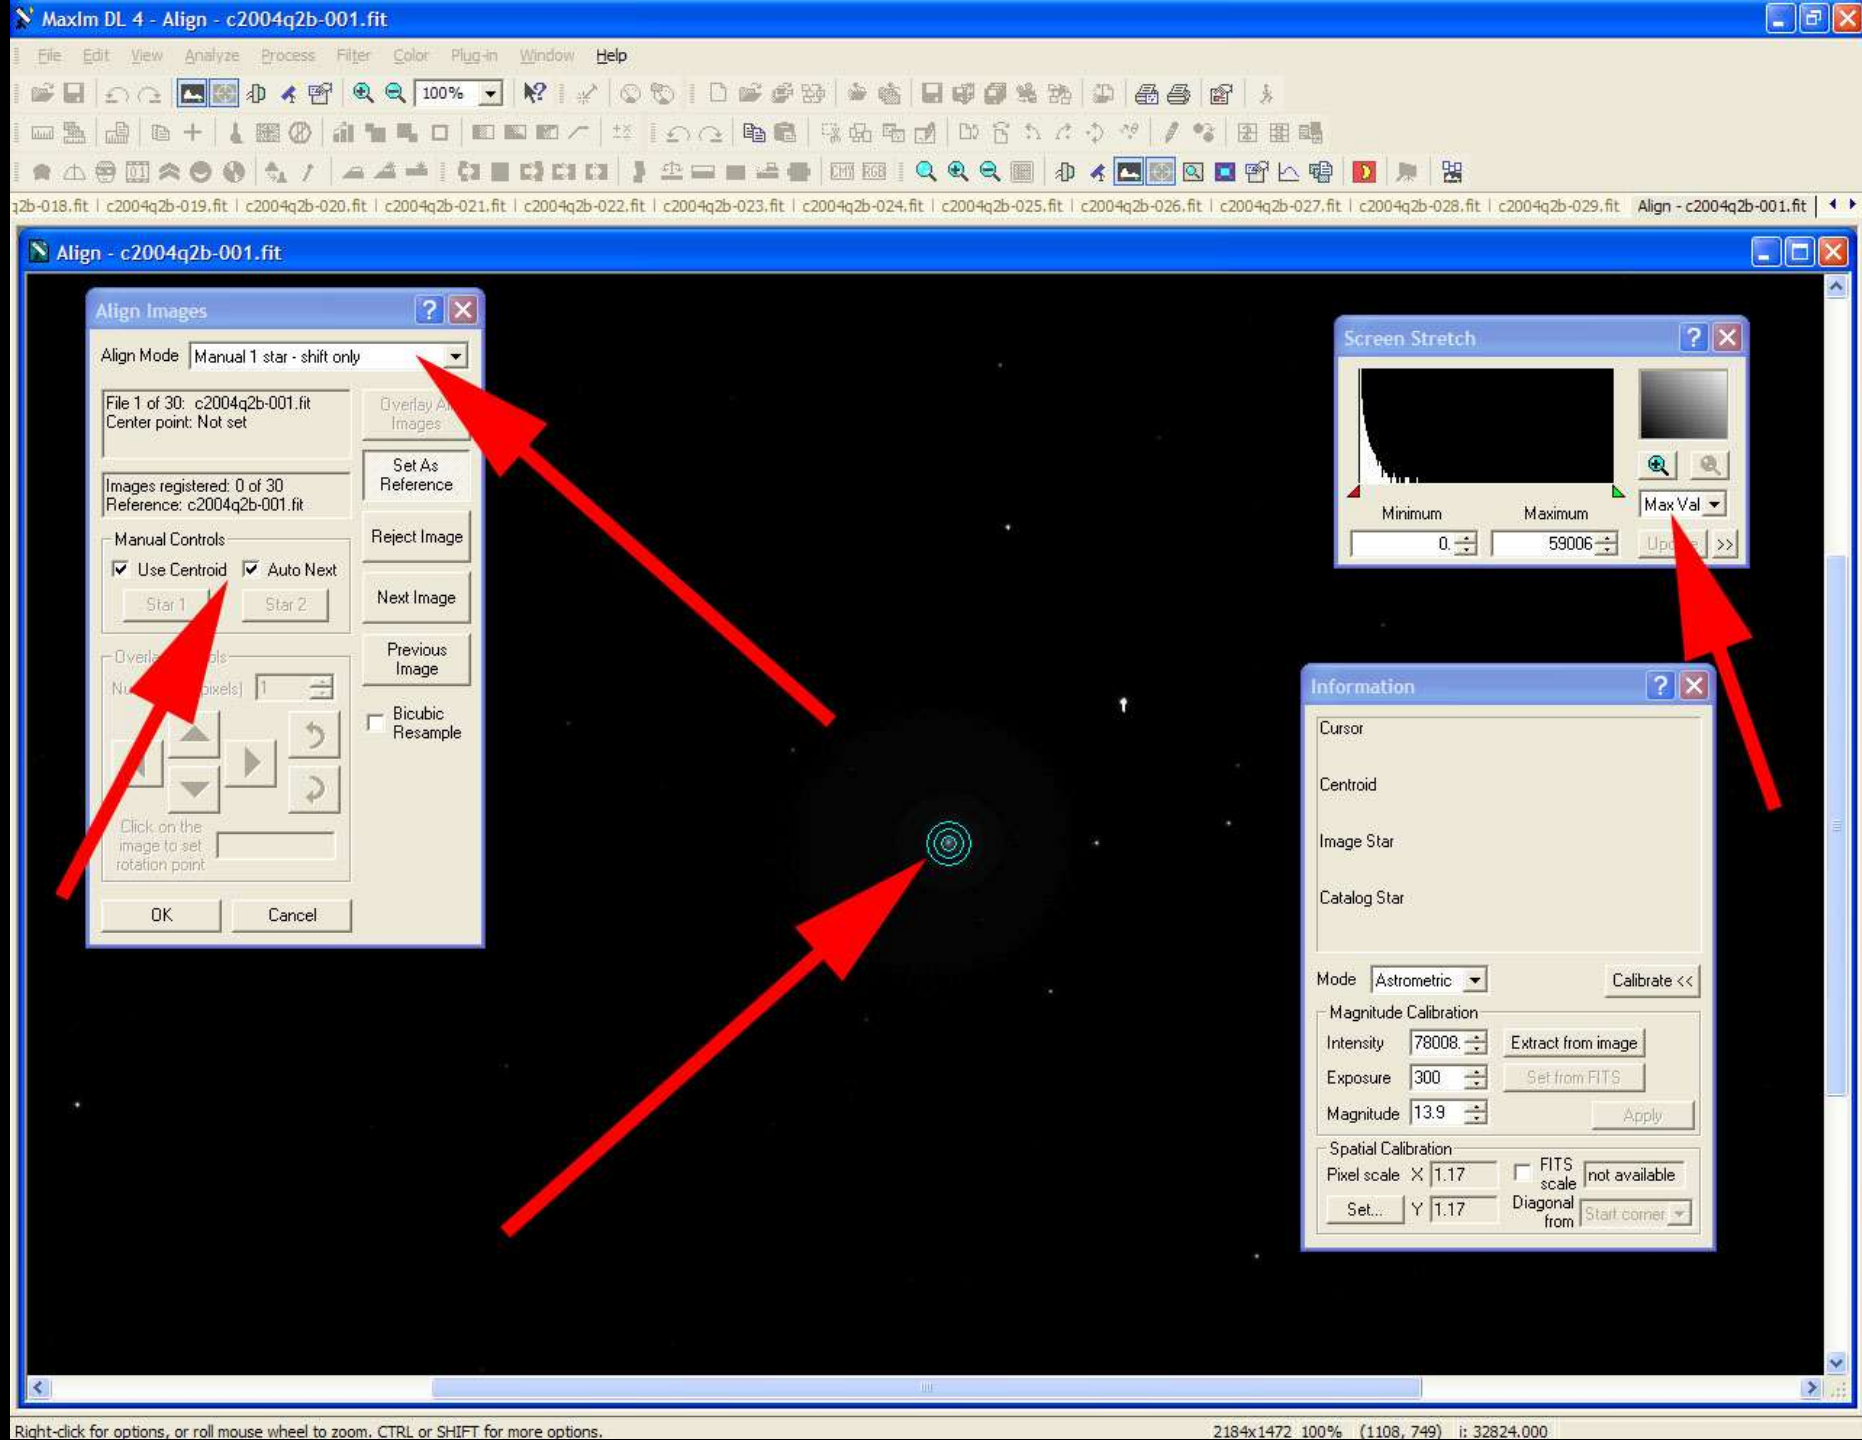 MaxIm DL 4 - Align - c2004q2b-001.fit
File Edit View Analyze Process Filter Color Plug-in Window Help
100%
CMY RGB
q2b-018.fit | c2004q2b-019.fit | c2004q2b-020.fit | c2004q2b-021.fit | c2004q2b-022.fit | c2004q2b-023.fit | c2004q2b-024.fit | c2004q2b-025.fit | c2004q2b-026.fit | c2004q2b-027.fit | c2004q2b-028.fit | c2004q2b-029.fit Align - c2004q2b-001.fit
Align - c2004q2b-001.fit
Align Images
Align Mode Manual 1 star - shift only
File 1 of 30: c2004q2b-001.fit
Center point: Not set
Overlay
Images
Set As
Reference
Images registered: 0 of 30
Reference: c2004q2b-001.fit
Manual Controls
Use Centroid Auto Next
Star 1 Star 2
Reject Image
Next Image
Previous
Image
Bicubic
Resample
pixels) 1
Click on the
image to set
rotation point
OK Cancel
Screen Stretch
Minimum Maximum
0. 59006
Max Val
>>
Information
Cursor
Centroid
Image Star
Catalog Star
Mode Astrometric Calibrate <<
Magnitude Calibration
Intensity 78008. Extract from image
Exposure 300 Set from FITS
Magnitude 13.9 Apply
Spatial Calibration
Pixel scale X 1.17 FITS scale not available
Set... Y 1.17 Diagonal from Start corner
Right-click for options, or roll mouse wheel to zoom. CTRL or SHIFT for more options.
2184x1472 100% (1108, 749) i: 32824.000